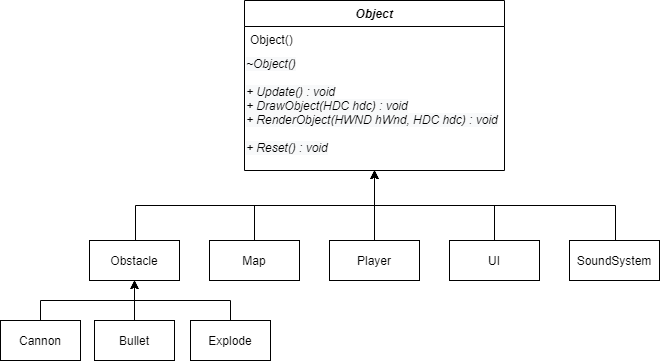 Object
Object()
~Object()
+ Update() : void
+ DrawObject(HDC hdc) : void
+ RenderObject(HWND hWnd, HDC hdc) : void
+ Reset() : void
Obstacle
Map
Player
UI
SoundSystem
Cannon
Bullet
Explode